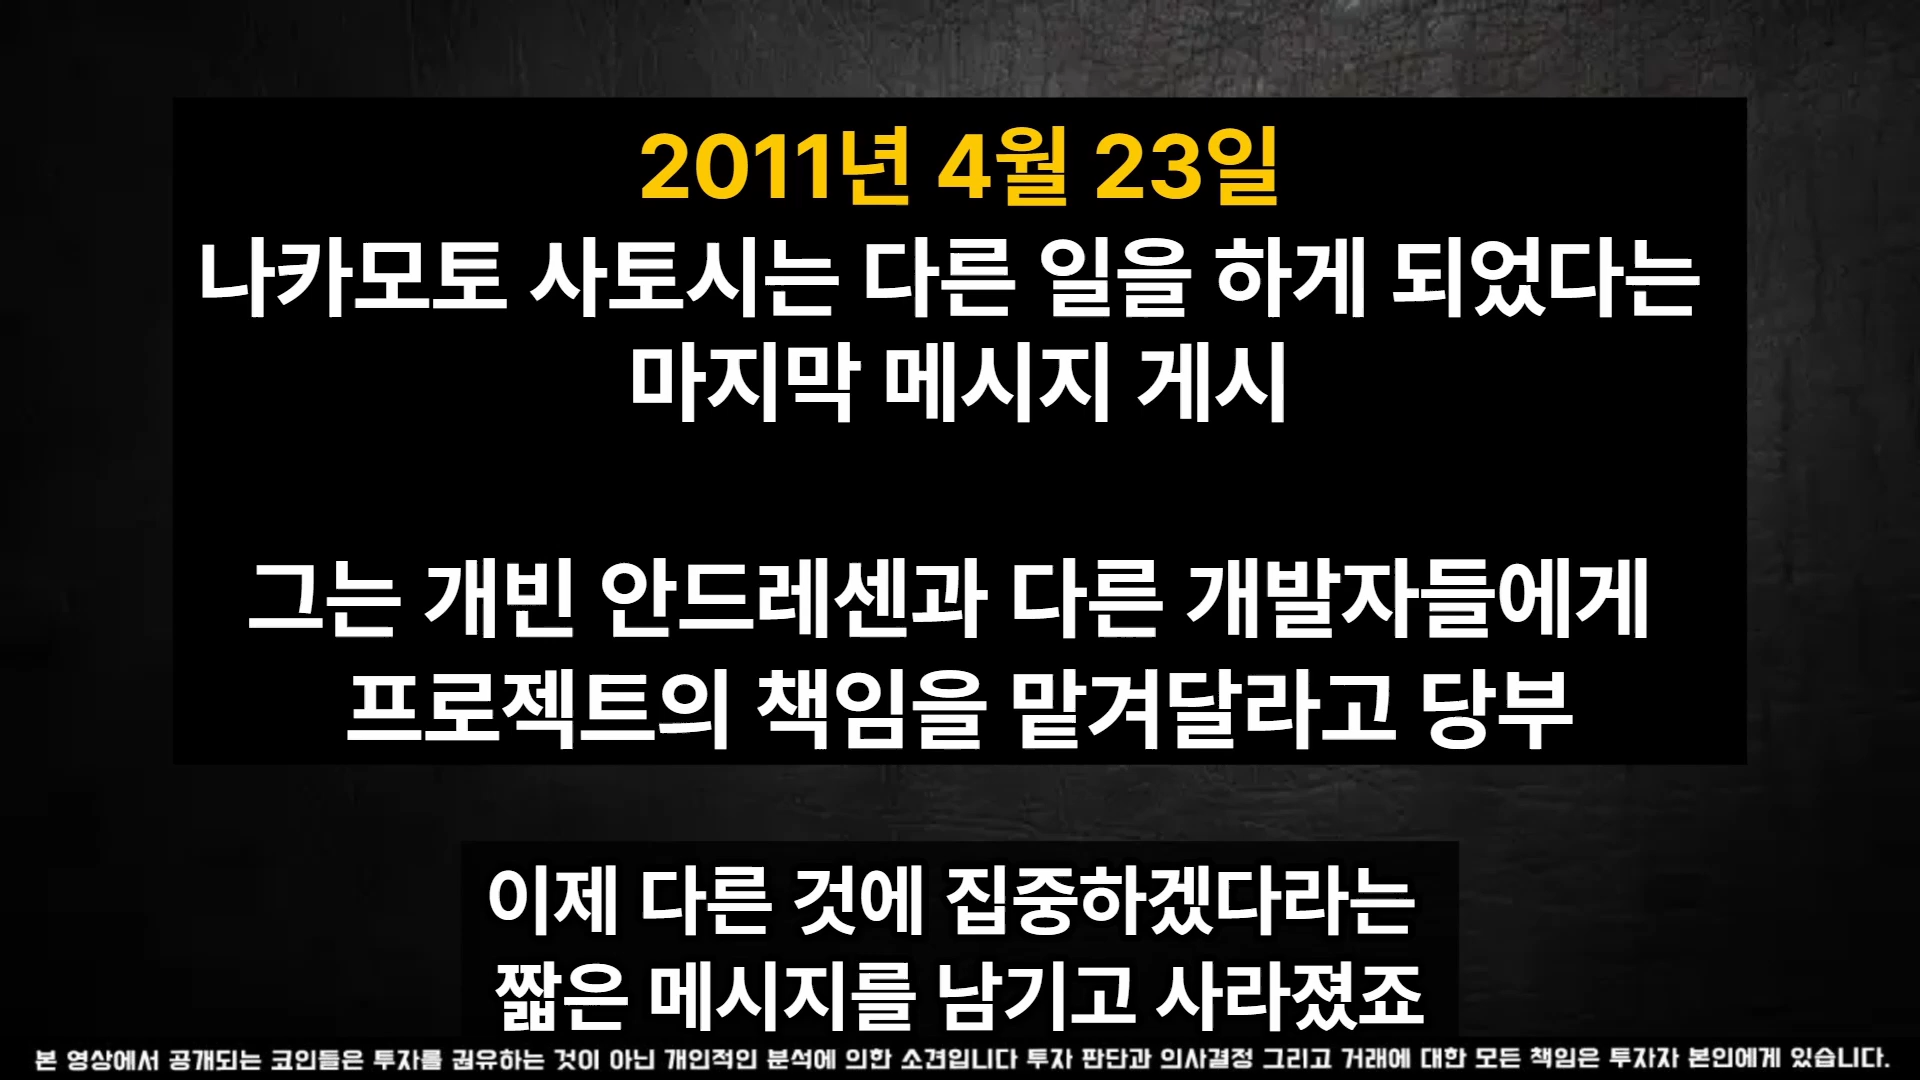 2011년 4월 23일
나카모토 사토시는 다른 일을 하게 되었다는
마지막 메시지 게시
그는 개빈 안드레센과 다른 개발자들에게
프로젝트의 책임을 맡겨달라고 당부
이제 다른 것에 집중하겠다라는
짧은 메시지를 남기고 사라졌죠
본 영상에서 공개되는 코인들은 투자를 권유하는 것이 아닌 개인적인 분석에 의한 소견입니다 투자 판단과 의사결정 그리고 거래에 대한 모든 책임은 투자자 본인에게 있습니다.